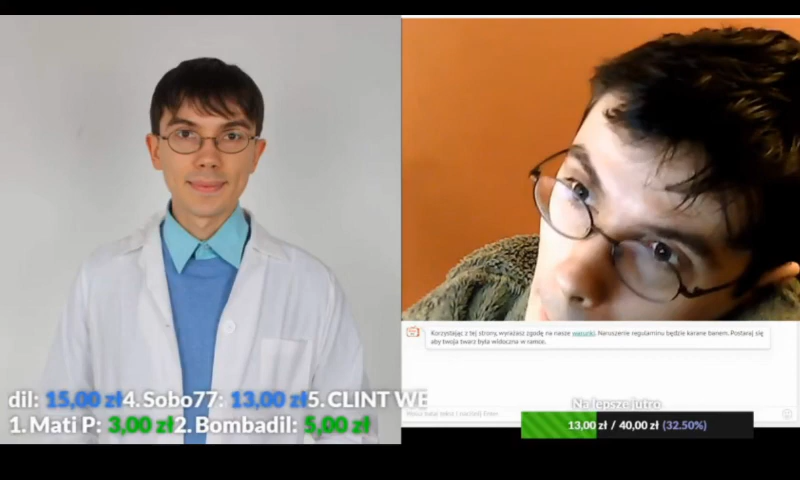 Korzystając z tej strony, wyrażasz zgodę na nasze warunki. Naruszenie regulaminu będzie karane banem. Postaraj się
aby twoja twarz była widoczna w ramce.
dil: 15,00 zł4. Sobo77: 13,00 zł5. CLINT WE
1. Mati P: 3,00 zł2. Bombadil: 5,00 zł
Na lepsze jutro
13,00 zł / 40,00 zł (32.50%)